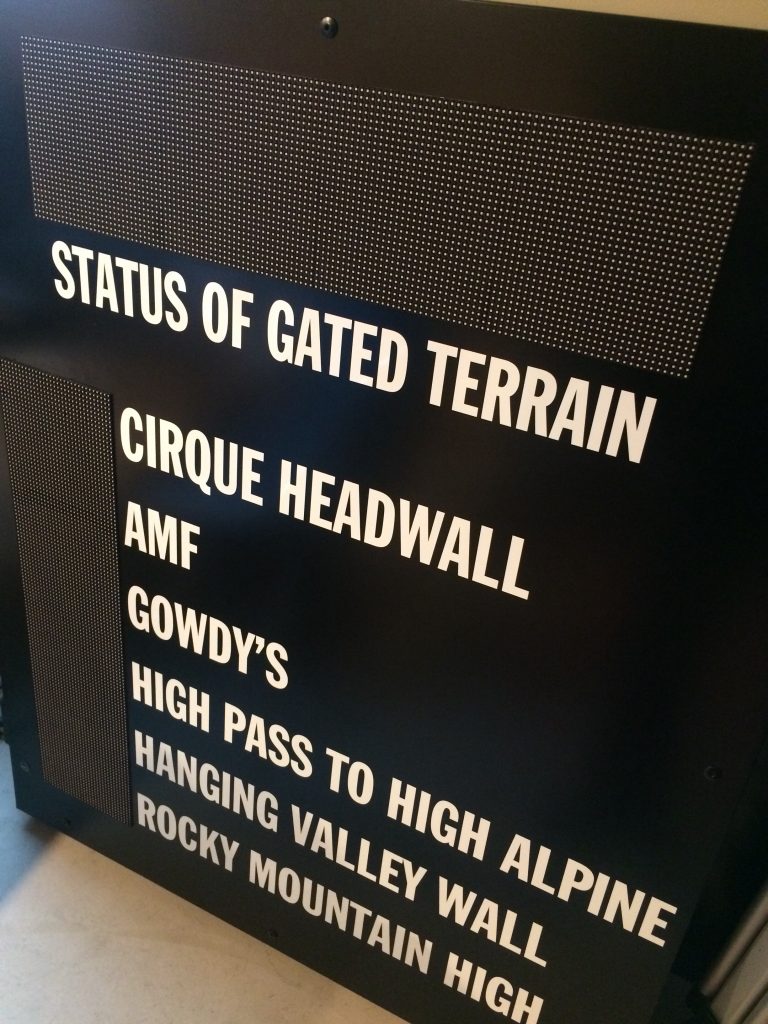 STATUS OF GATED TERRAIN
CIRQUE HEADWALL
AMF
GOWDY'S
HIGH PASS TO HIGH ALPINE
HANGING VALLEY WALL
ROCKY MOUNTAIN HIGH